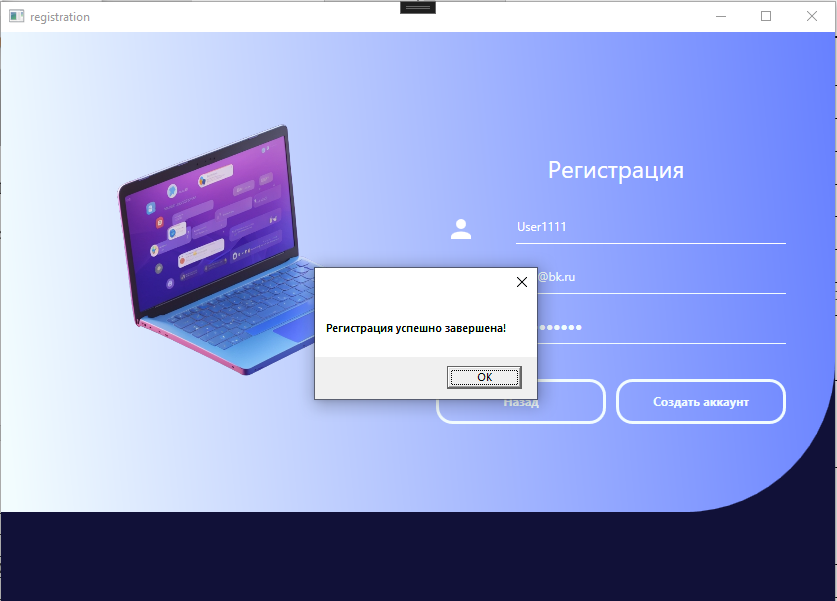 registration
Регистрация
User1111
@bk.ru
Регистрация успешно завершена!
OK
Назад
Создать аккаунт